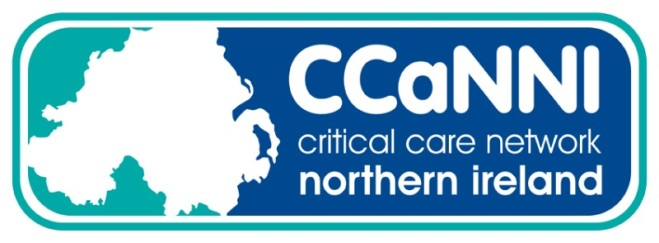 CCaNNI
critical care network
northern ireland